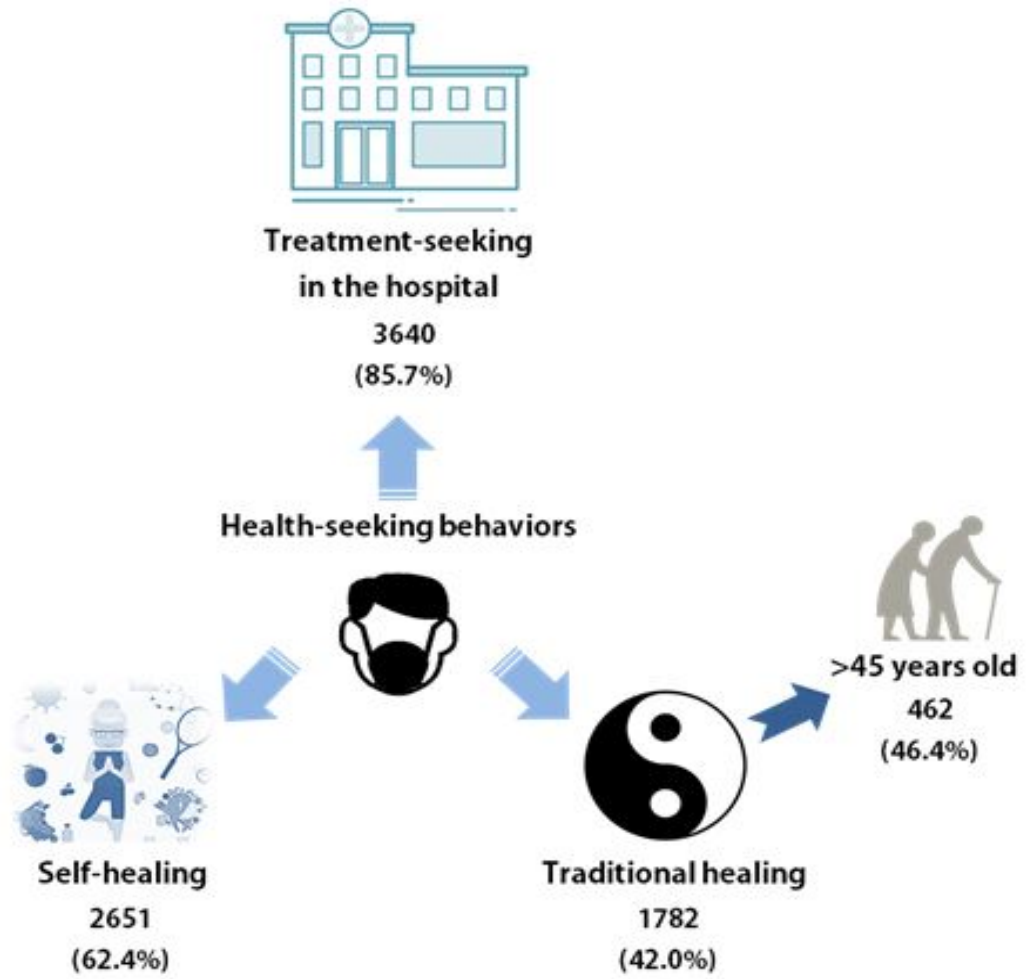 Treatment-seeking
in the hospital
3640
(85.7%)
Health-seeking behaviors
>45 years old
462
(46.4%)
Self-healing
2651
(62.4%)
Traditional healing
1782
(42.0%)